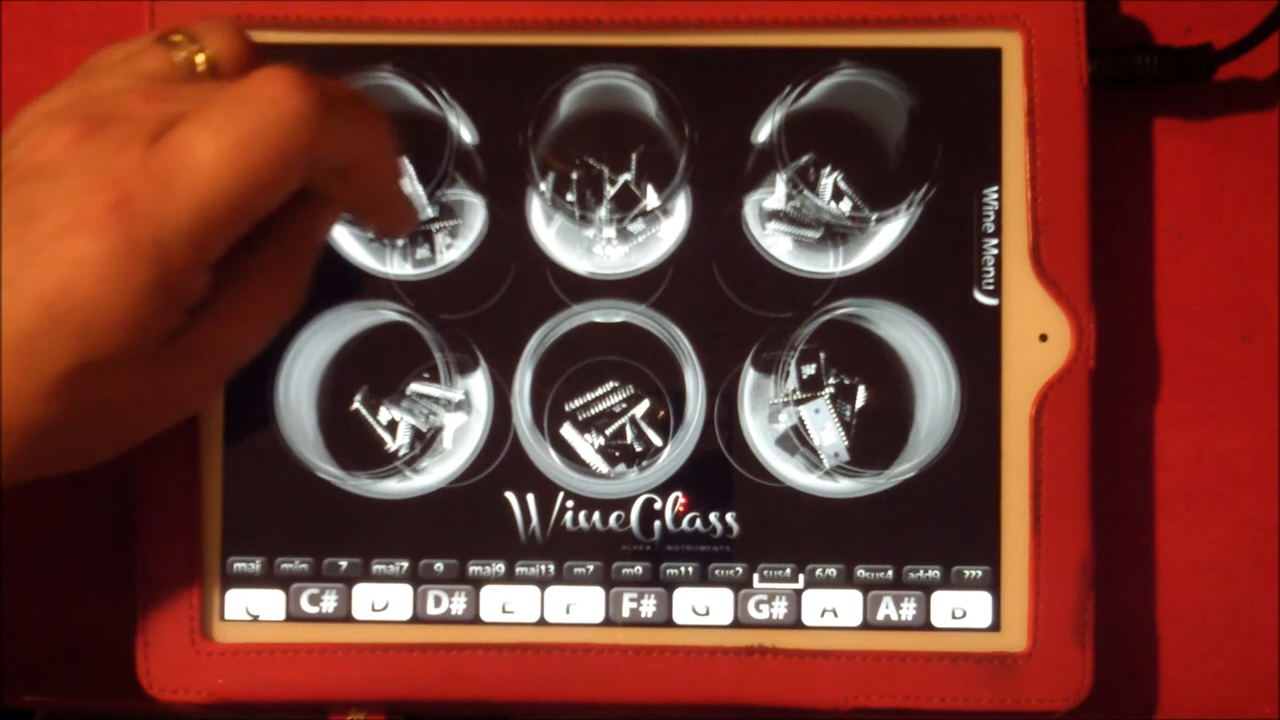 Wine Menu
WineGlass
INSTRUMENTS
maj min 7 maj7 9 maj9 maj13 m7 m9 m11 sus2 sus4 6/9 9sus4 add9 ???
C C# D D# E F F# G G# A A# B